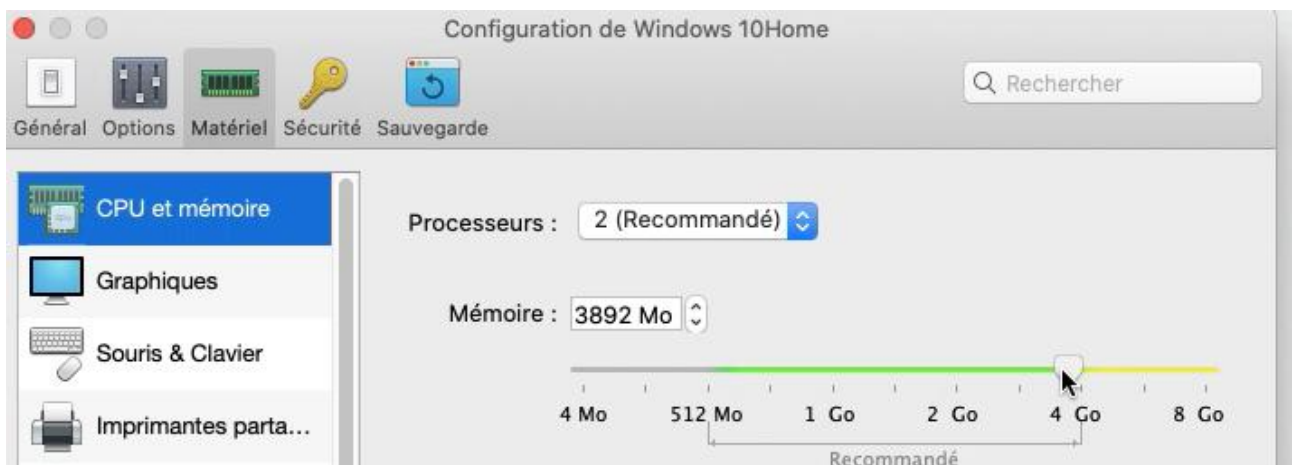 Configuration de Windows 10Home
Rechercher
Général Options Matériel Sécurité Sauvegarde
CPU et mémoire
Processeurs : 2 (Recommandé)
Graphiques
Mémoire : 3892 Mo
Souris & Clavier
4 Mo 512 Mo 1 Go 2 Go 4 Go 8 Go
Imprimantes parta...
Recommandé